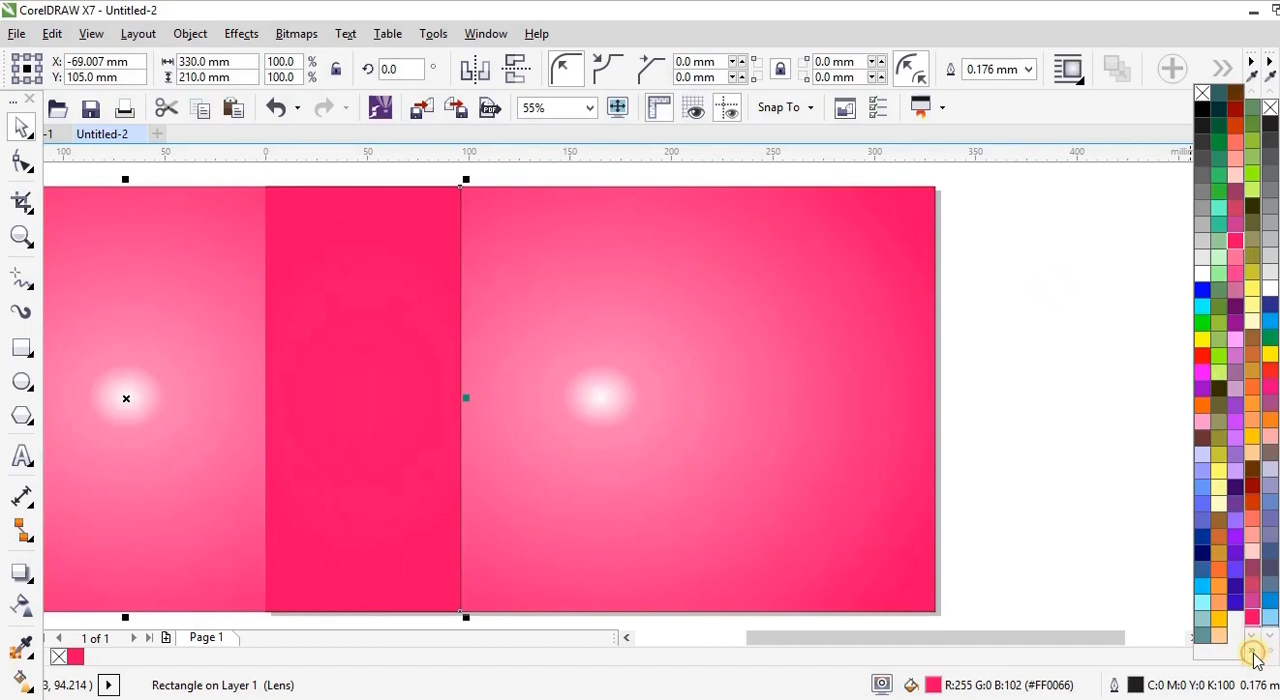 CorelDRAW X7 - Untitled-2
File Edit View Layout Object Effects Bitmaps Text Table Tools Window Help
X: -69.007 mm 330.0 mm 100.0 % 0.0 ° 0.0 mm 0.0 mm 0.176 mm
Y: 105.0 mm 210.0 mm 100.0 % 0.0 mm 0.0 mm
55% PDF Snap To
-1 Untitled-2
100 50 0 50 100 150 200 250 300 350 400 millim
1 of 1 Page 1
3, 94.214 ) Rectangle on Layer 1 (Lens) R:255 G:0 B:102 (#FF0066) C:0 M:0 Y:0 K:100 0.176 m